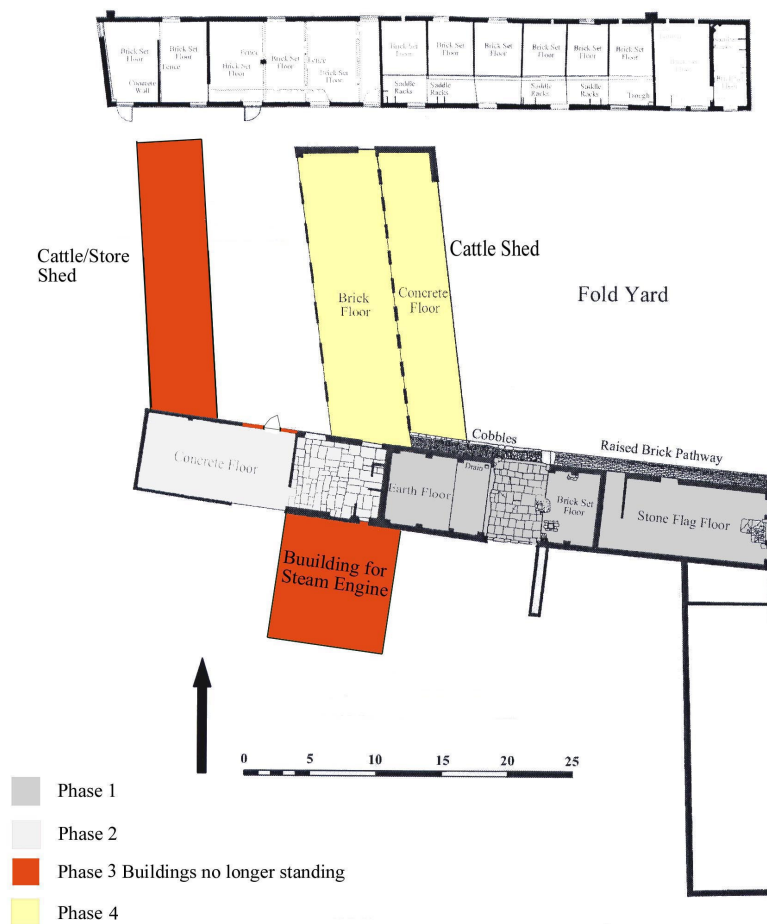 Brick Set
Floor
Brick Set
Floor
Fence
Concrete
Wall
Fence
Brick Set
Floor
Brick Set
Floor
Fence
Brick Set
Floor
Brick Set
Floor
Brick Set
Floor
Brick Set
Floor
Brick Set
Floor
Brick Set
Floor
Brick Set
Floor
Saddle
Racks
Saddle
Racks
Saddle
Racks
Saddle
Racks
Trough
Cattle/Store
Shed
Cattle Shed
Fold Yard
Brick
Floor
Concrete
Floor
Cobbles
Raised Brick Pathway
Concrete Floor
Earth Floor
Drain
Brick Set
Floor
Stone Flag Floor
Buuilding for
Steam Engine
0 5 10 15 20 25
Phase 1
Phase 2
Phase 3 Buildings no longer standing
Phase 4